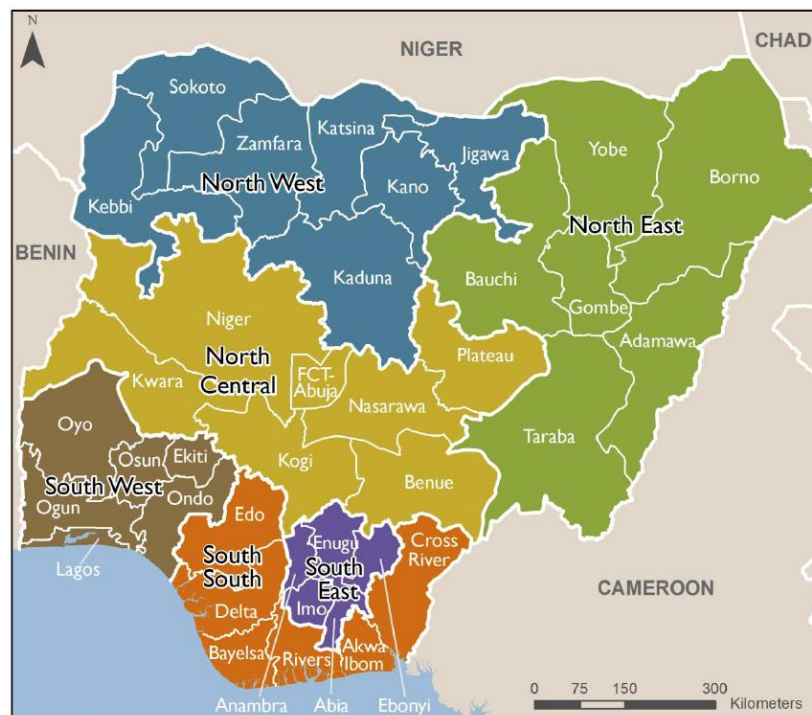 N
NIGER
CHAD
Sokoto
Katsina
Zamfara
Jigawa
Yobe
North West
Kano
Borno
Kebbi
North East
BENIN
Kaduna
Bauchi
Gombe
Niger
Adamawa
North
Central
Plateau
FCT-
Abuja
Kwara
Nasarawa
Oyo
Taraba
Osun
Ekiti
Kogi
South West
Benue
Ogun
Ondo
Edo
Enugu
Cross
River
Lagos
South
South
South
East
CAMEROON
Imo
Delta
Bayelsa
Rivers
Akwa
Ibom
Anambra
Abia
Ebonyi
0 75 150 300
Kilometers